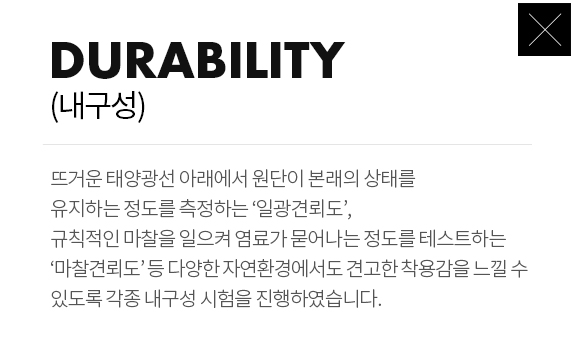 DURABILITY
(내구성)
뜨거운 태양광선 아래에서 원단이 본래의 상태를
유지하는 정도를 측정하는 ‘일광견뢰도’,
규칙적인 마찰을 일으켜 염료가 묻어나는 정도를 테스트하는
‘마찰견뢰도’ 등 다양한 자연환경에서도 견고한 착용감을 느낄 수
있도록 각종 내구성 시험을 진행하였습니다.